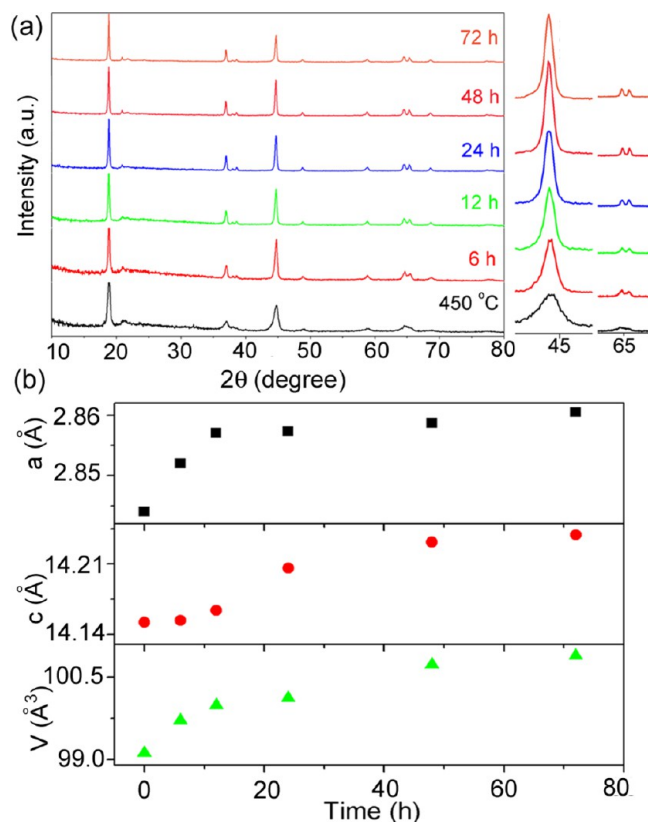 (a)
Intensity (a.u.)
72 h
48 h
24 h
12 h
6 h
450 °C
10 20 30 40 50 60 70 80
45 65
2θ (degree)
(b)
a (Å)
2.86
2.85
c (Å)
14.21
14.14
V (Å³)
100.5
99.0
0 20 40 60 80
Time (h)